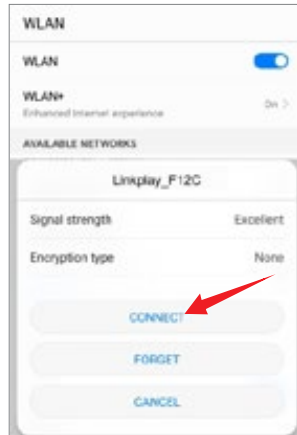 WLAN
WLAN
WLAN+
Enhanced Internet experience
On
AVAILABLE NETWORKS
Linkplay_F12C
Signal strength Excellent
Encryption type None
CONNECT
FORGET
CANCEL